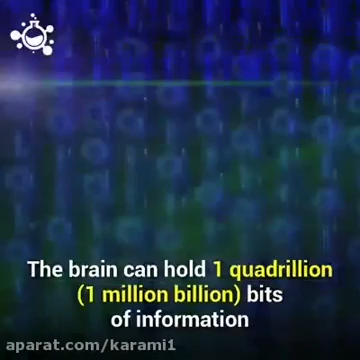 The brain can hold 1 quadrillion
(1 million billion) bits
of information
aparat.com/karami1